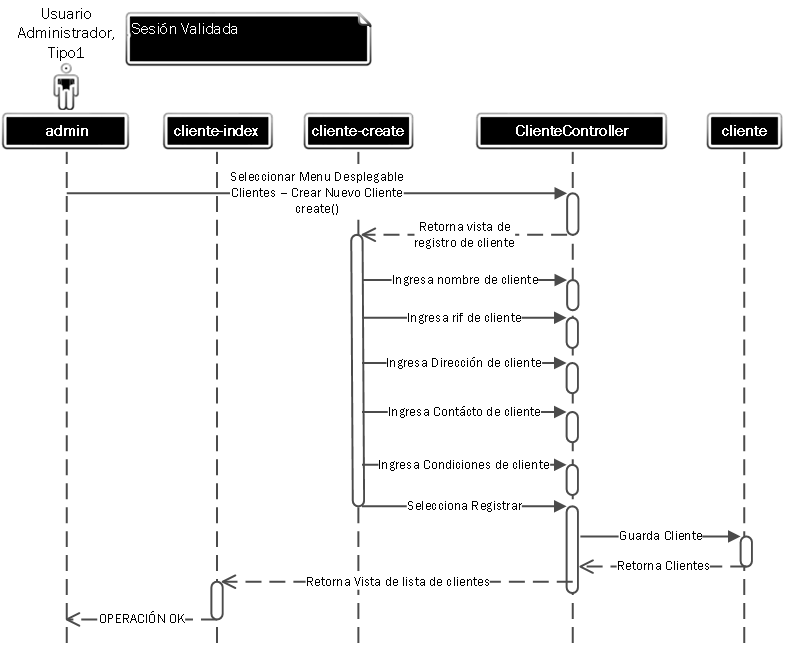 Usuario
Administrador,
Tipo1
Sesión Validada
admin
cliente-index
cliente-create
ClienteController
cliente
Seleccionar Menu Desplegable
Clientes – Crear Nuevo Cliente
create()
Retorna vista de
registro de cliente
Ingresa nombre de cliente
Ingresa rif de cliente
Ingresa Dirección de cliente
Ingresa Contácto de cliente
Ingresa Condiciones de cliente
Selecciona Registrar
Guarda Cliente
Retorna Clientes
Retorna Vista de lista de clientes
OPERACIÓN OK